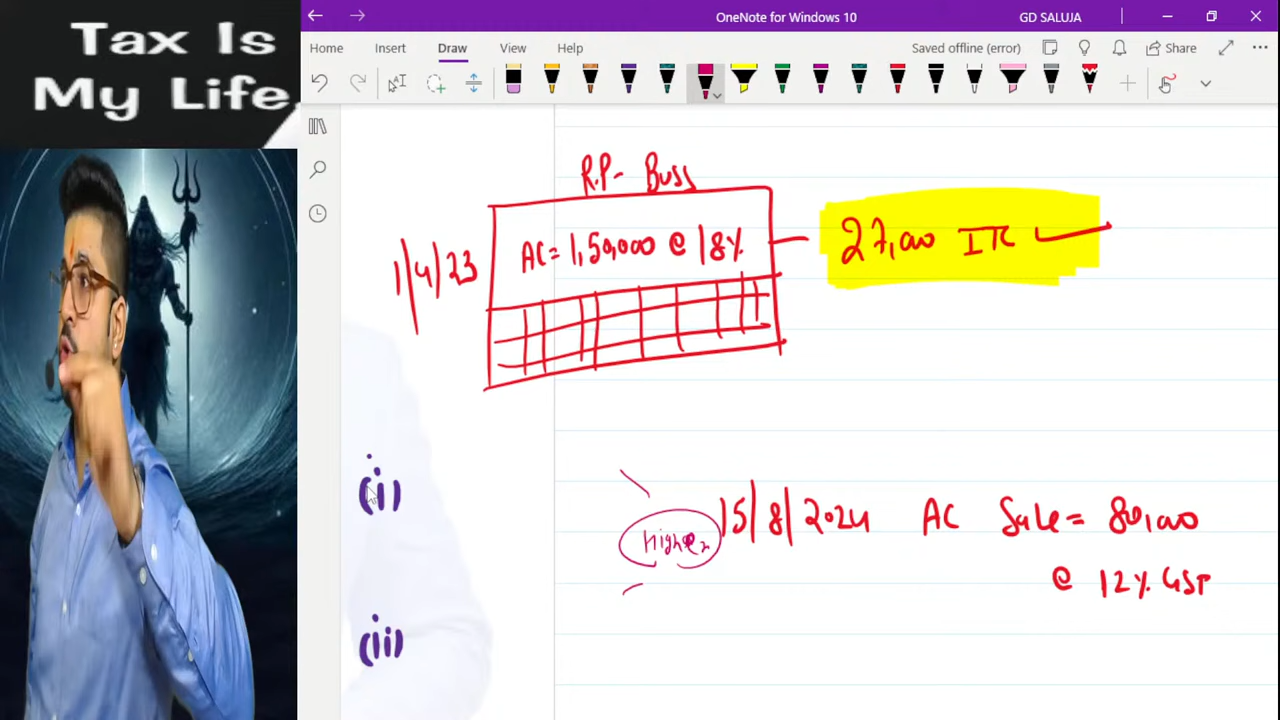 Tax Is
My Life.
OneNote for Windows 10
GD SALUJA
Home Insert Draw View Help
Saved offline (error)
Share
R.P- Buss
1/4/23
AC= 1,50,000 @ 18%
27,000 ITC
(i)
Higher
15/8/2024 AC Sale= 80,000
@ 12% GST
(ii)